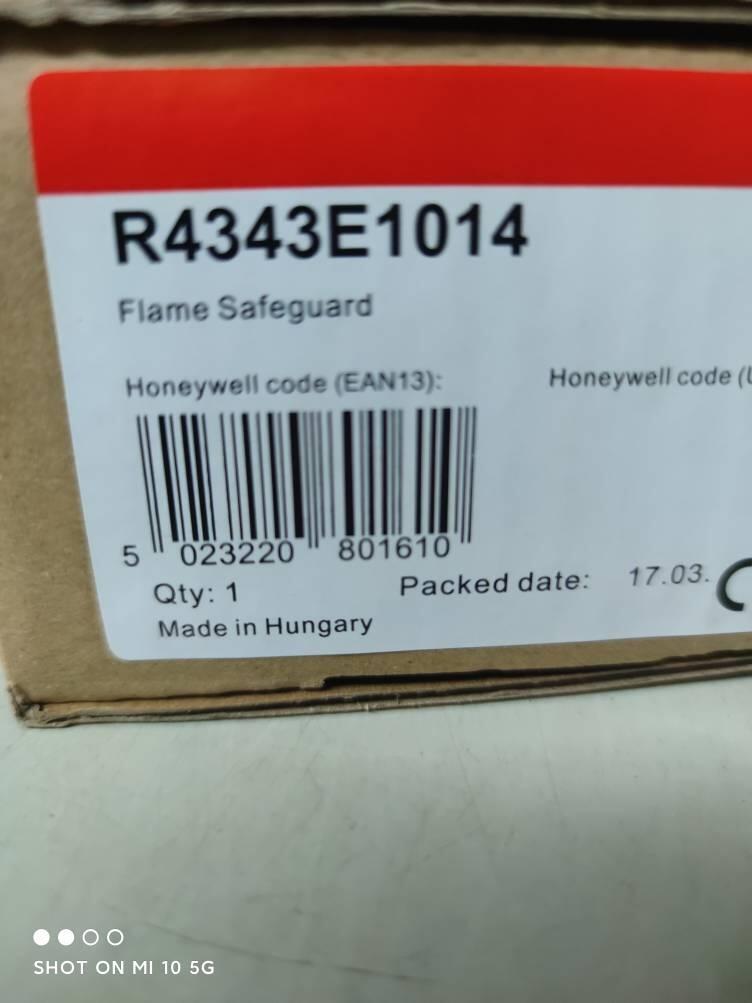 R4343E1014
Flame Safeguard
Honeywell code (EAN13): Honeywell code (
5 023220 801610
Qty: 1 Packed date: 17.03.
Made in Hungary
SHOT ON MI 10 5G